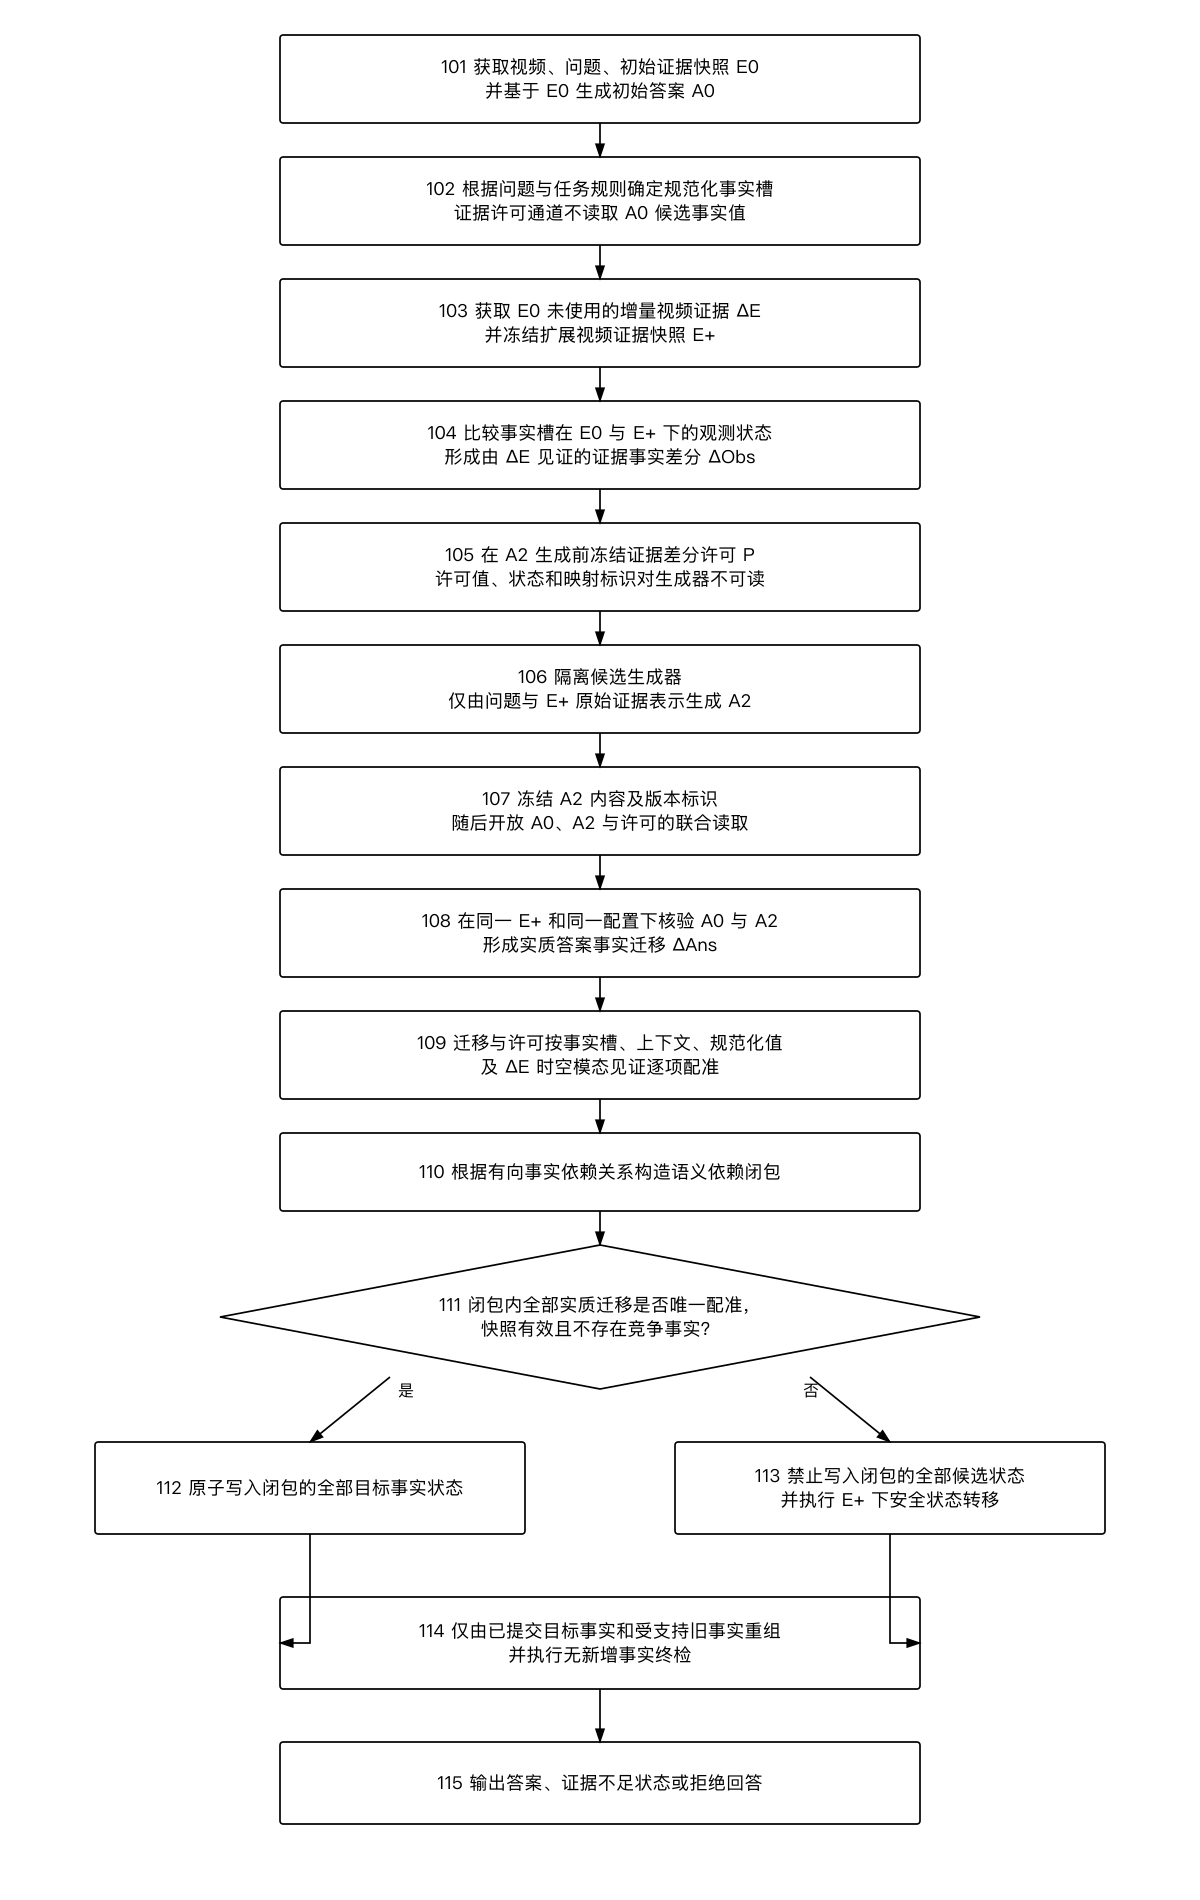 101 获取视频、问题、初始证据快照 E0
并基于 E0 生成初始答案 A0
102 根据问题与任务规则确定规范化事实槽
证据许可通道不读取 A0 候选事实值
103 获取 E0 未使用的增量视频证据 ΔE
并冻结扩展视频证据快照 E+
104 比较事实槽在 E0 与 E+ 下的观测状态
形成由 ΔE 见证的证据事实差分 ΔObs
105 在 A2 生成前冻结证据差分许可 P
许可值、状态和映射标识对生成器不可读
106 隔离候选生成器
仅由问题与 E+ 原始证据表示生成 A2
107 冻结 A2 内容及版本标识
随后开放 A0、A2 与许可的联合读取
108 在同一 E+ 和同一配置下核验 A0 与 A2
形成实质答案事实迁移 ΔAns
109 迁移与许可按事实槽、上下文、规范化值
及 ΔE 时空模态见证逐项配准
110 根据有向事实依赖关系构造语义依赖闭包
111 闭包内全部实质迁移是否唯一配准，
快照有效且不存在竞争事实?
是
否
112 原子写入闭包的全部目标事实状态
113 禁止写入闭包的全部候选状态
并执行 E+ 下安全状态转移
114 仅由已提交目标事实和受支持旧事实重组
并执行无新增事实终检
115 输出答案、证据不足状态或拒绝回答